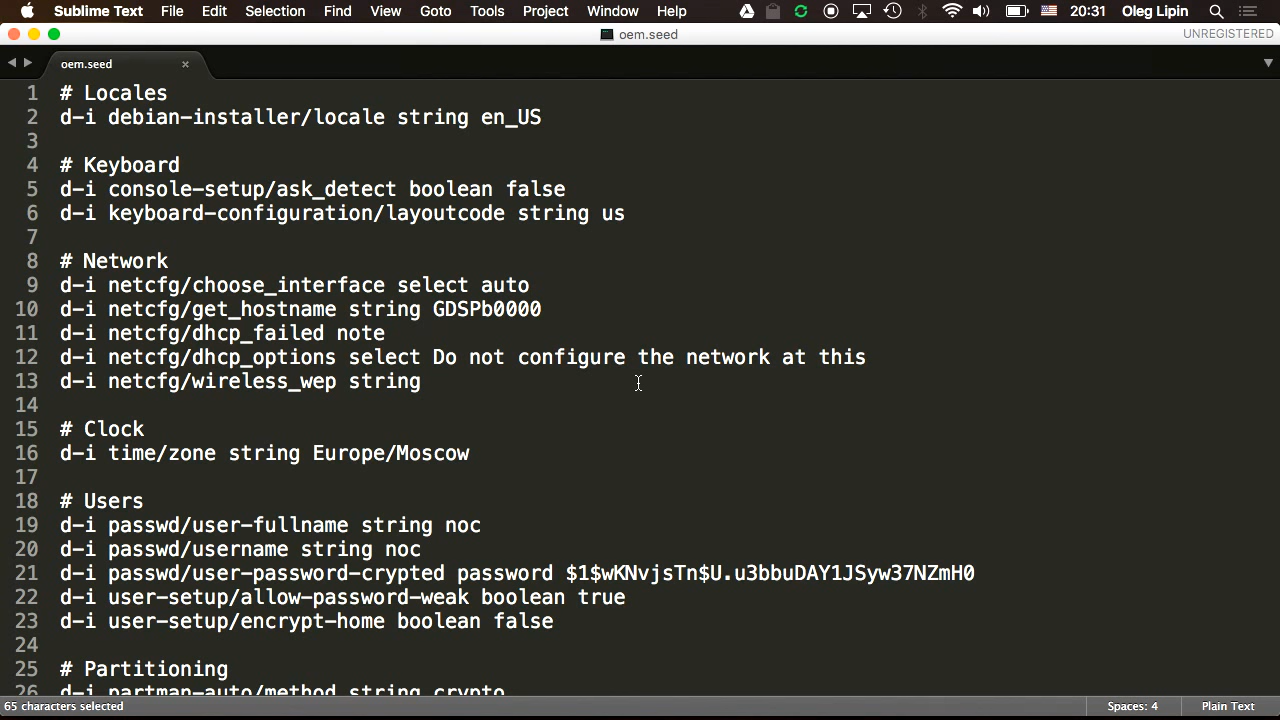 Sublime Text File Edit Selection Find View Goto Tools Project Window Help 20:31 Oleg Lipin
oem.seed UNREGISTERED
oem.seed ×
1 # Locales
2 d-i debian-installer/locale string en_US
3
4 # Keyboard
5 d-i console-setup/ask_detect boolean false
6 d-i keyboard-configuration/layoutcode string us
7
8 # Network
9 d-i netcfg/choose_interface select auto
10 d-i netcfg/get_hostname string GDSPb0000
11 d-i netcfg/dhcp_failed note
12 d-i netcfg/dhcp_options select Do not configure the network at this
13 d-i netcfg/wireless_wep string
14
15 # Clock
16 d-i time/zone string Europe/Moscow
17
18 # Users
19 d-i passwd/user-fullname string noc
20 d-i passwd/username string noc
21 d-i passwd/user-password-crypted password $1$wKNvjsTn$U.u3bbuDAY1JSyw37NZmH0
22 d-i user-setup/allow-password-weak boolean true
23 d-i user-setup/encrypt-home boolean false
24
25 # Partitioning
26 d-i partman-auto/method string crypto
65 characters selected Spaces: 4 Plain Text